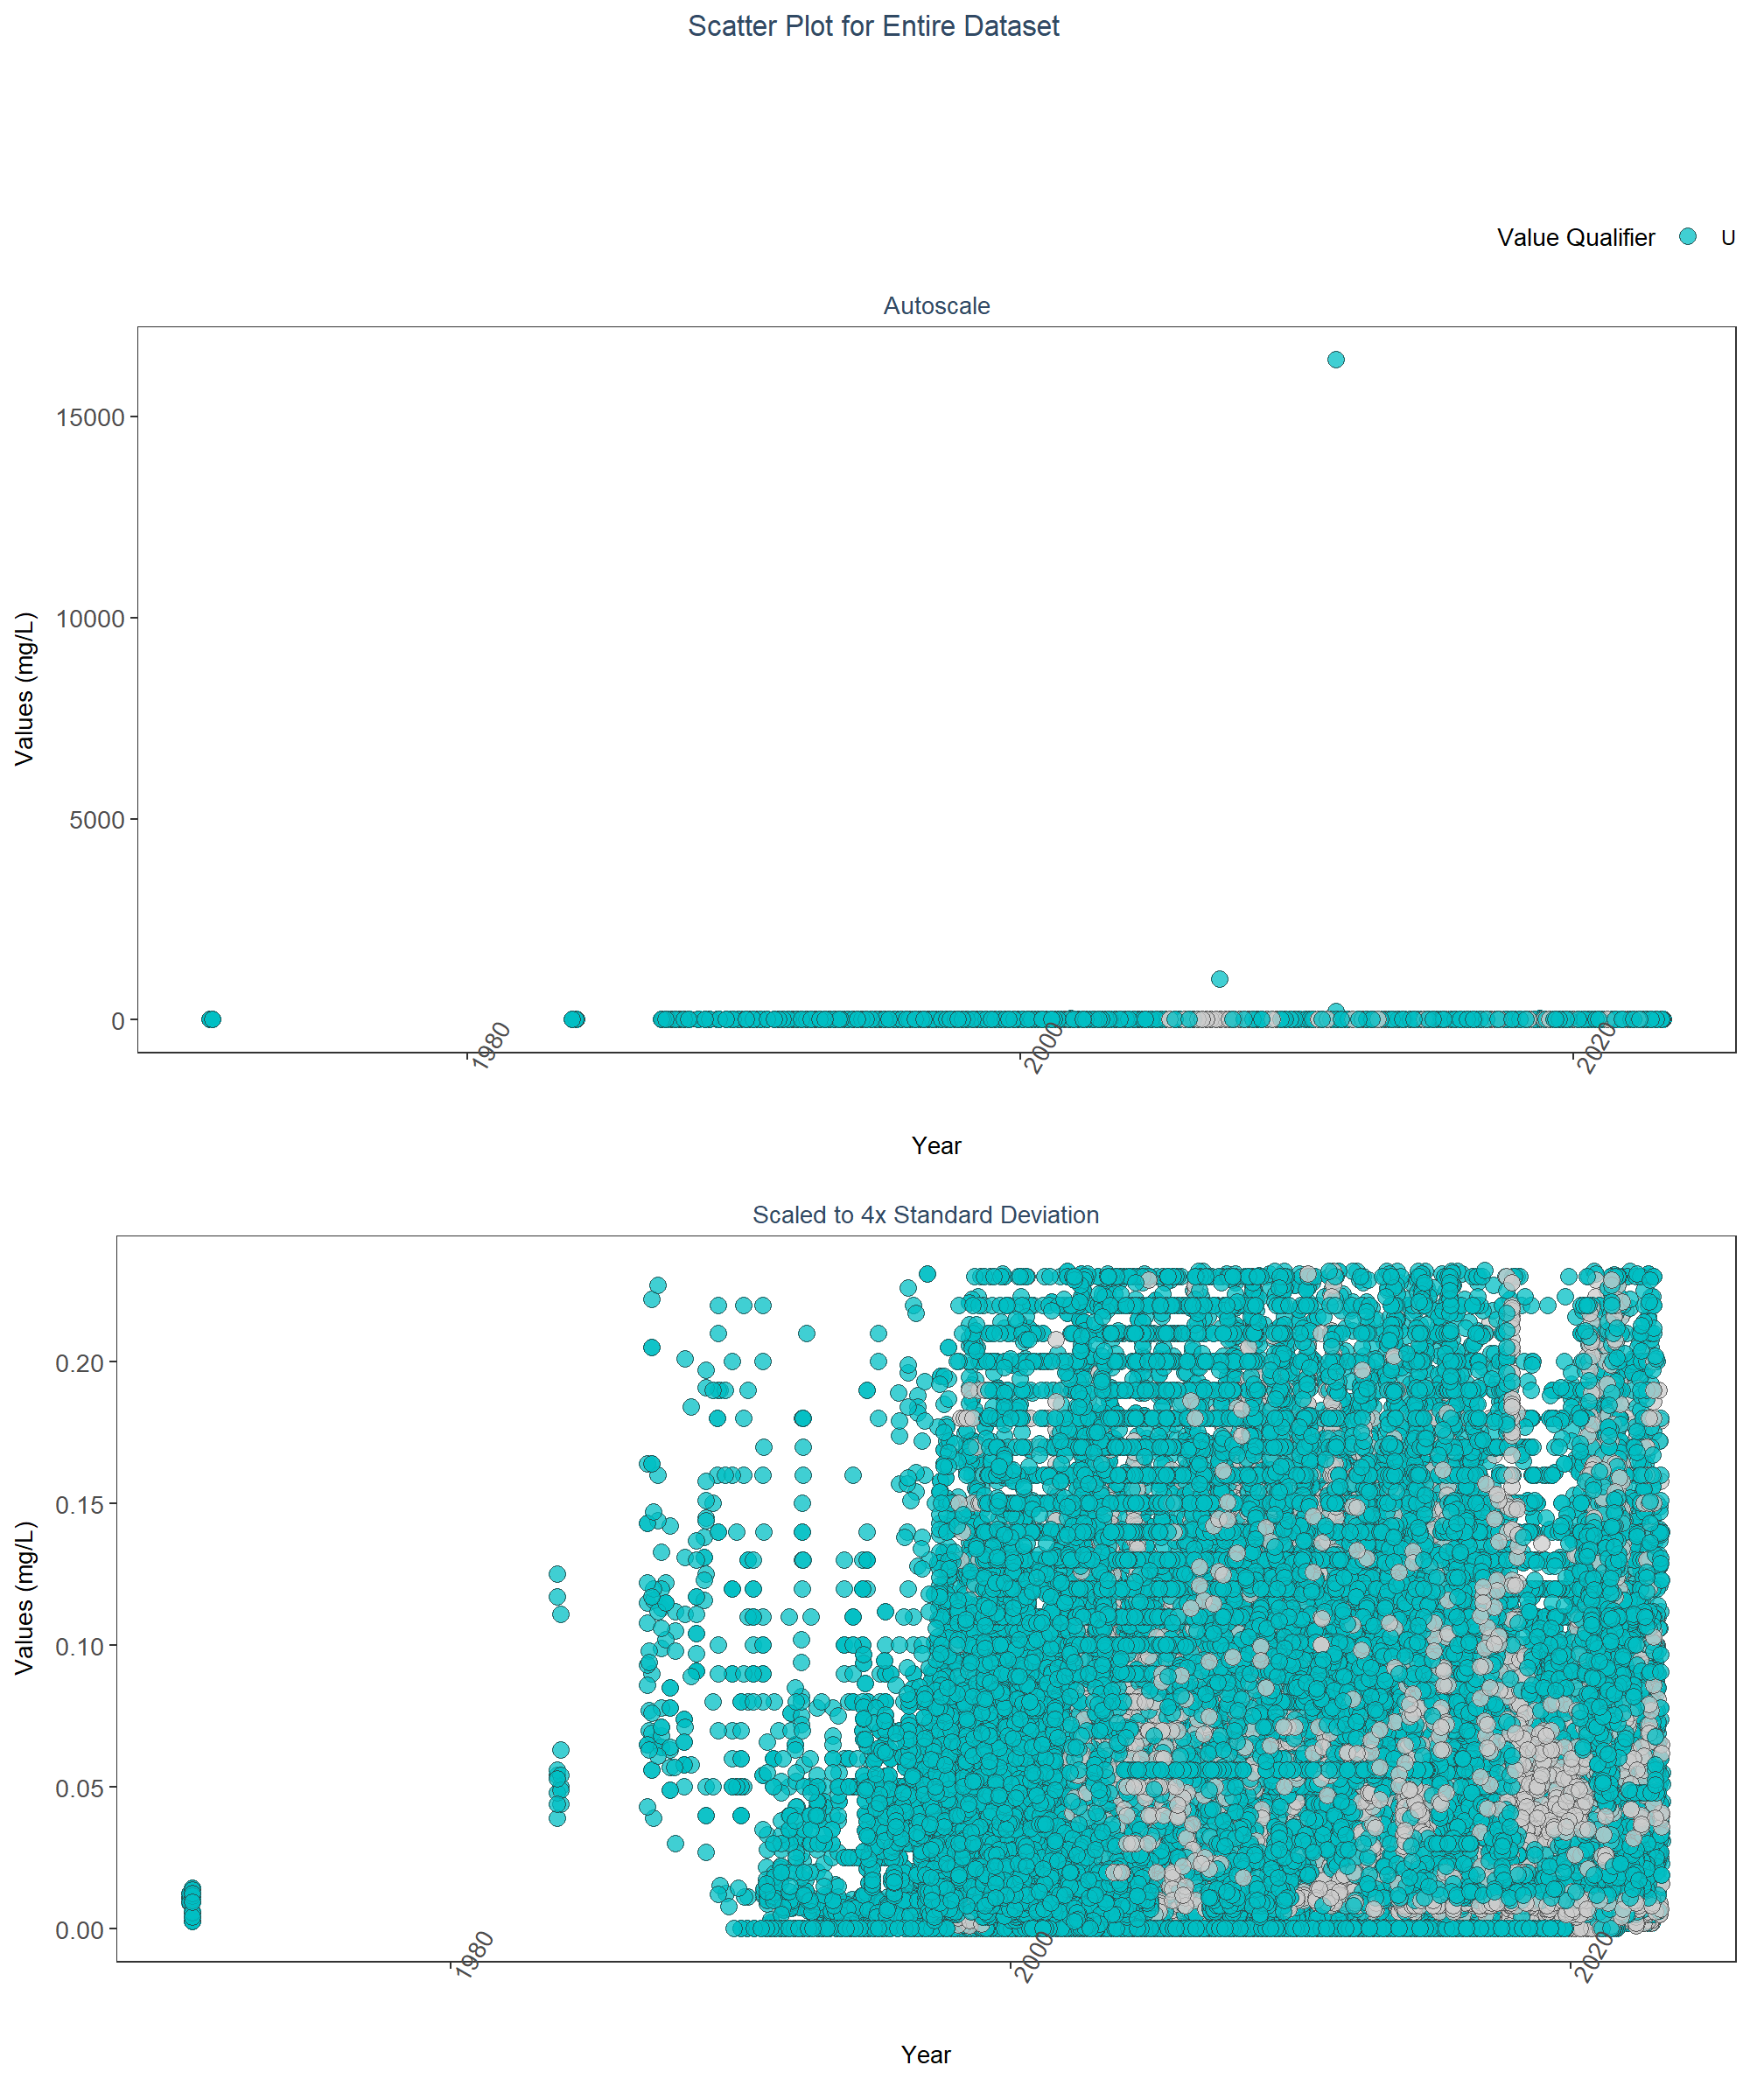 Scatter Plot for Entire Dataset
Value Qualifier U
Autoscale
Values (mg/L)
15000
10000
5000
0
1980
2000
2020
Year
Scaled to 4x Standard Deviation
Values (mg/L)
0.20
0.15
0.10
0.05
0.00
1980
2000
2020
Year